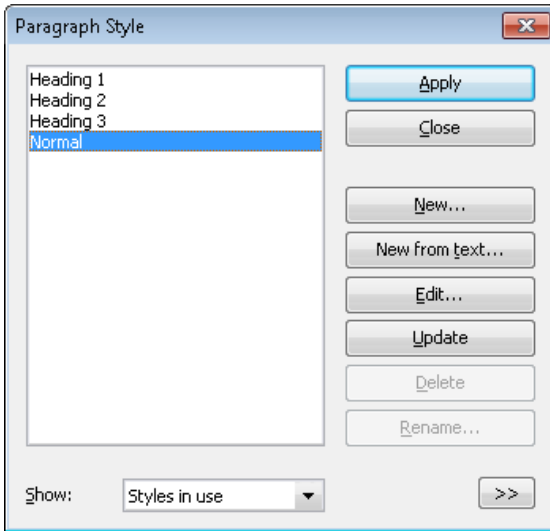 Paragraph Style
Heading 1
Heading 2
Heading 3
Normal
Apply
Close
New...
New from text...
Edit...
Update
Delete
Rename...
Show:
Styles in use
>>